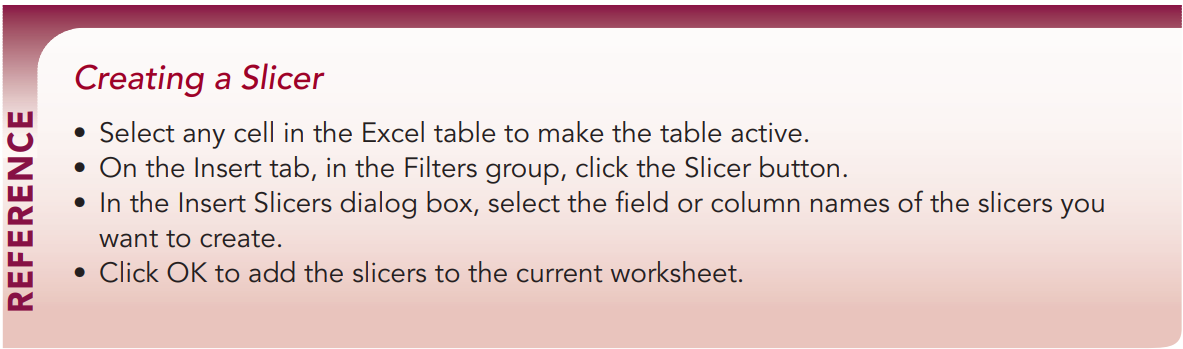 REFERENCE
Creating a Slicer
• Select any cell in the Excel table to make the table active.
• On the Insert tab, in the Filters group, click the Slicer button.
• In the Insert Slicers dialog box, select the field or column names of the slicers you
want to create.
• Click OK to add the slicers to the current worksheet.